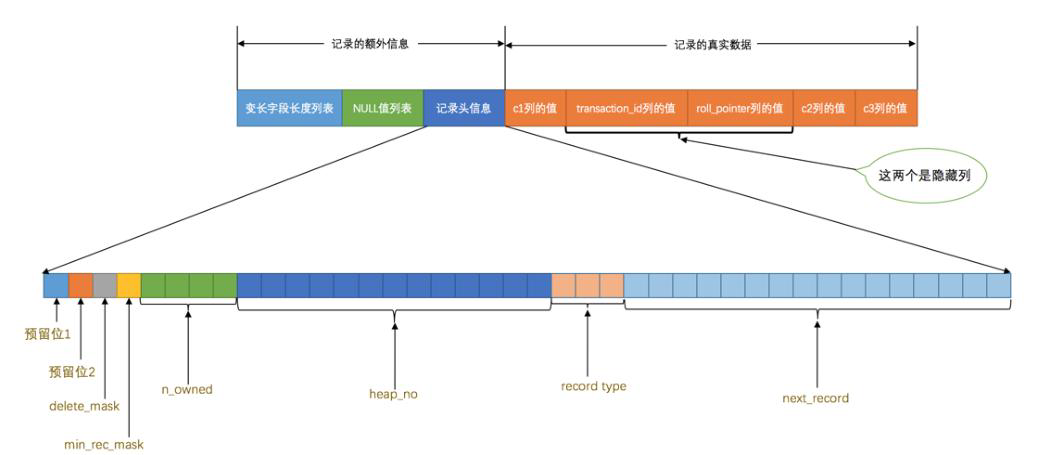 记录的额外信息
记录的真实数据
变长字段长度列表
NULL值列表
记录头信息
c1列的值
transaction_id列的值
roll_pointer列的值
c2列的值
c3列的值
这两个是隐藏列
预留位1
预留位2
delete_mask
min_rec_mask
n_owned
heap_no
record type
next_record